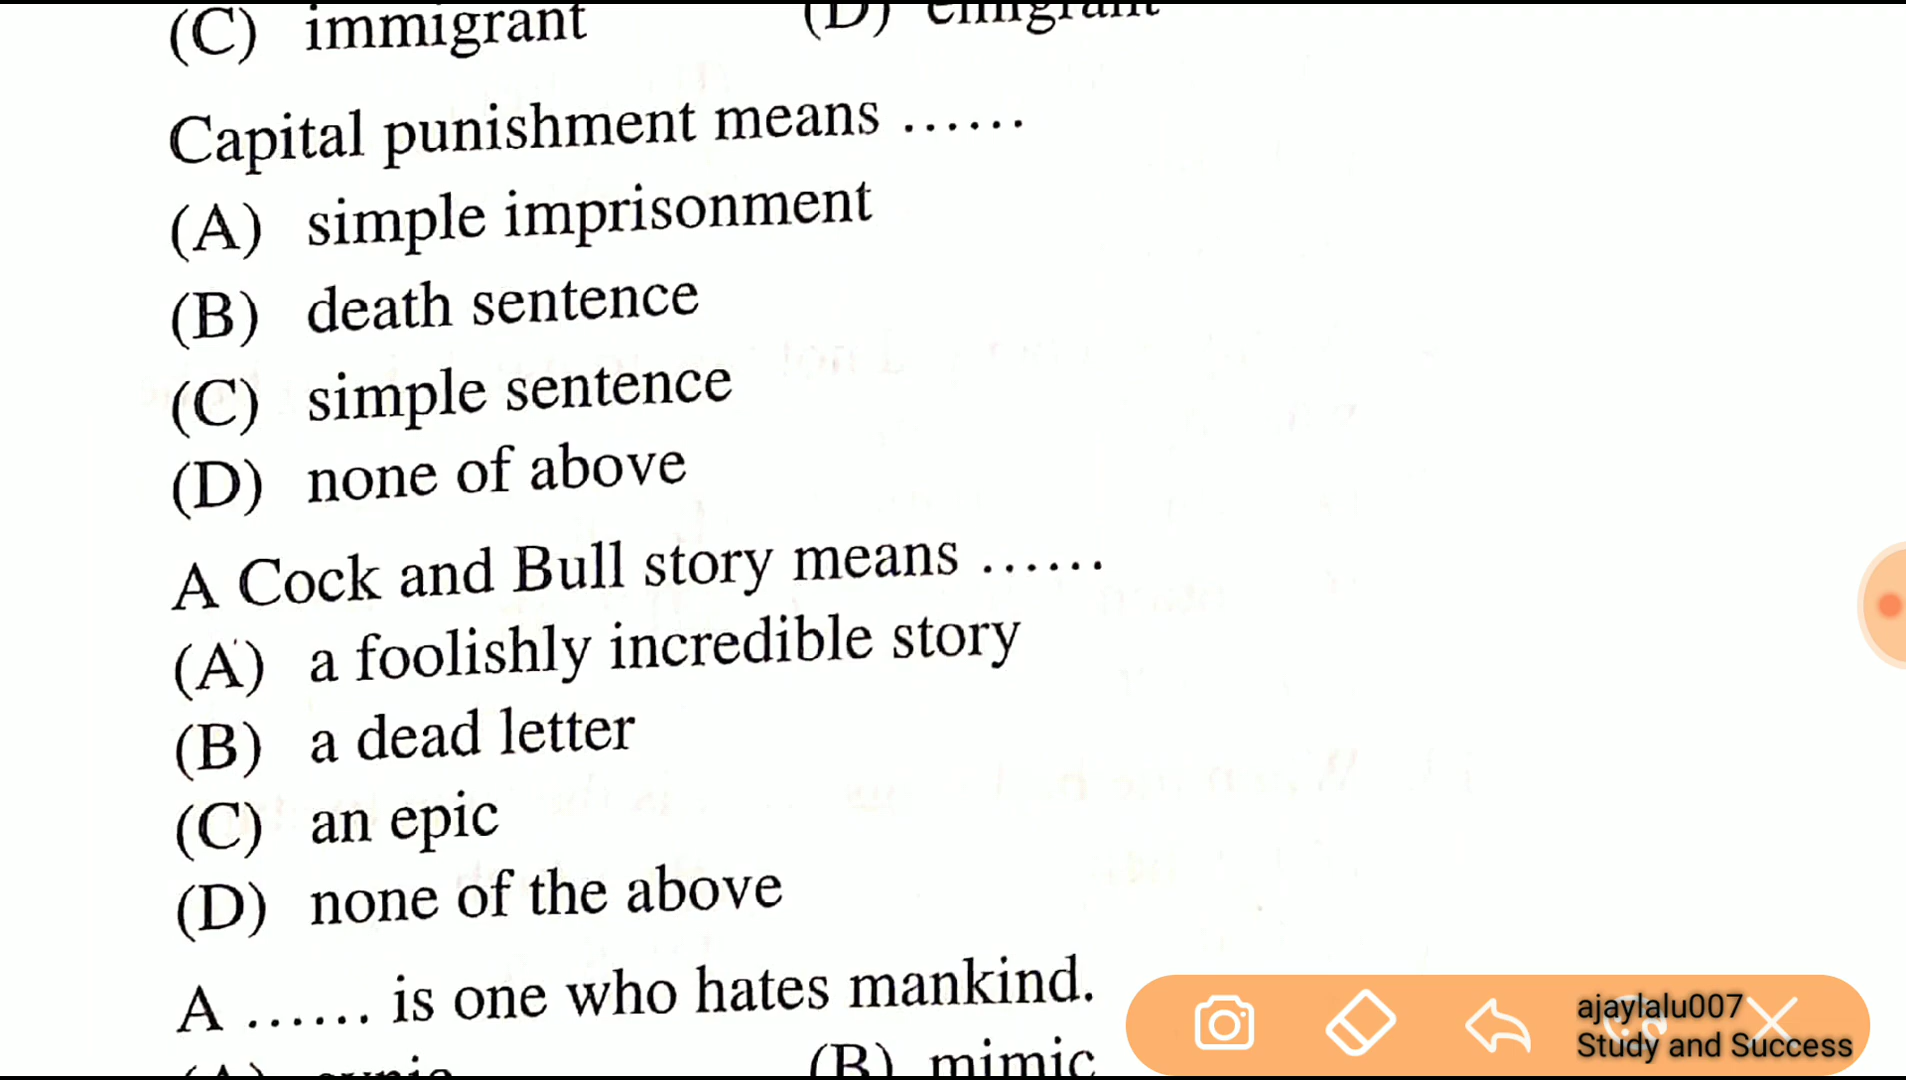 (C) immigrant (D) emigrant
Capital punishment means ......
(A) simple imprisonment
(B) death sentence
(C) simple sentence
(D) none of above
A Cock and Bull story means ......
(A) a foolishly incredible story
(B) a dead letter
(C) an epic
(D) none of the above
A ...... is one who hates mankind.
(B) mimic
ajaylalu007
Study and Success